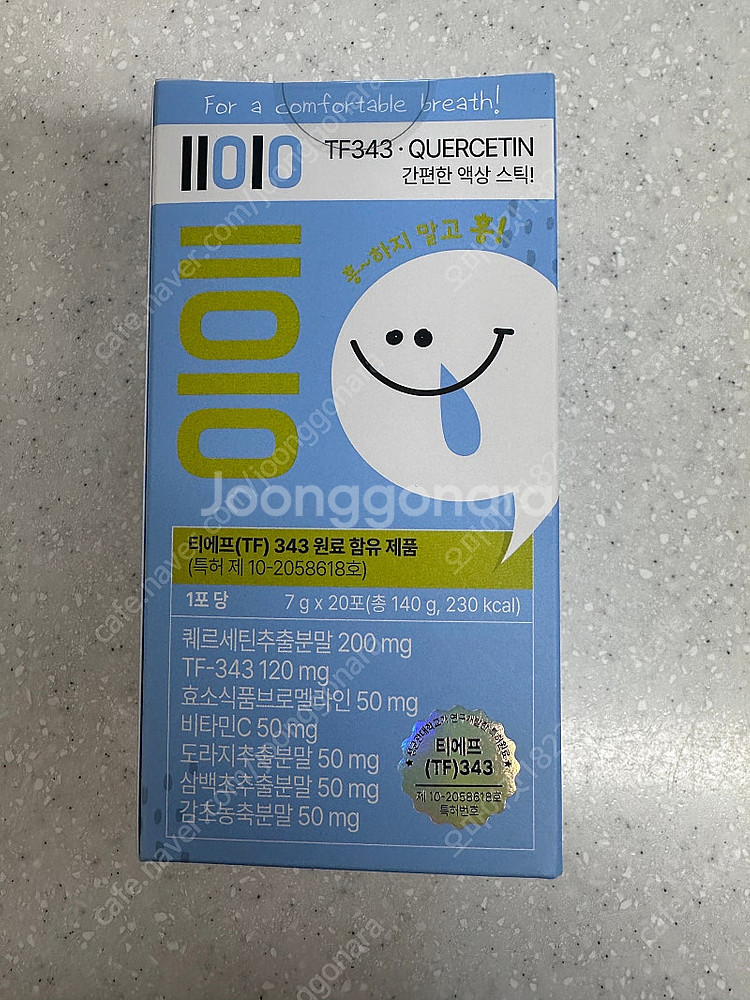 For a comfortable breath!
TF343 · QUERCETIN
간편한 액상 스틱!
흥~하지 말고 흥!
Joonggonara
티에프(TF) 343 원료 함유 제품
(특허 제 10-2058618호)
1포 당 7 g x 20포(총 140 g, 230 kcal)
퀘르세틴추출분말 200 mg
TF-343 120 mg
효소식품브로멜라인 50 mg
비타민C 50 mg
도라지추출분말 50 mg
삼백초추출분말 50 mg
감초농축분말 50 mg
티에프
(TF)343
제 10-2058618호
특허번호
cafe.naver.com/joonggonara